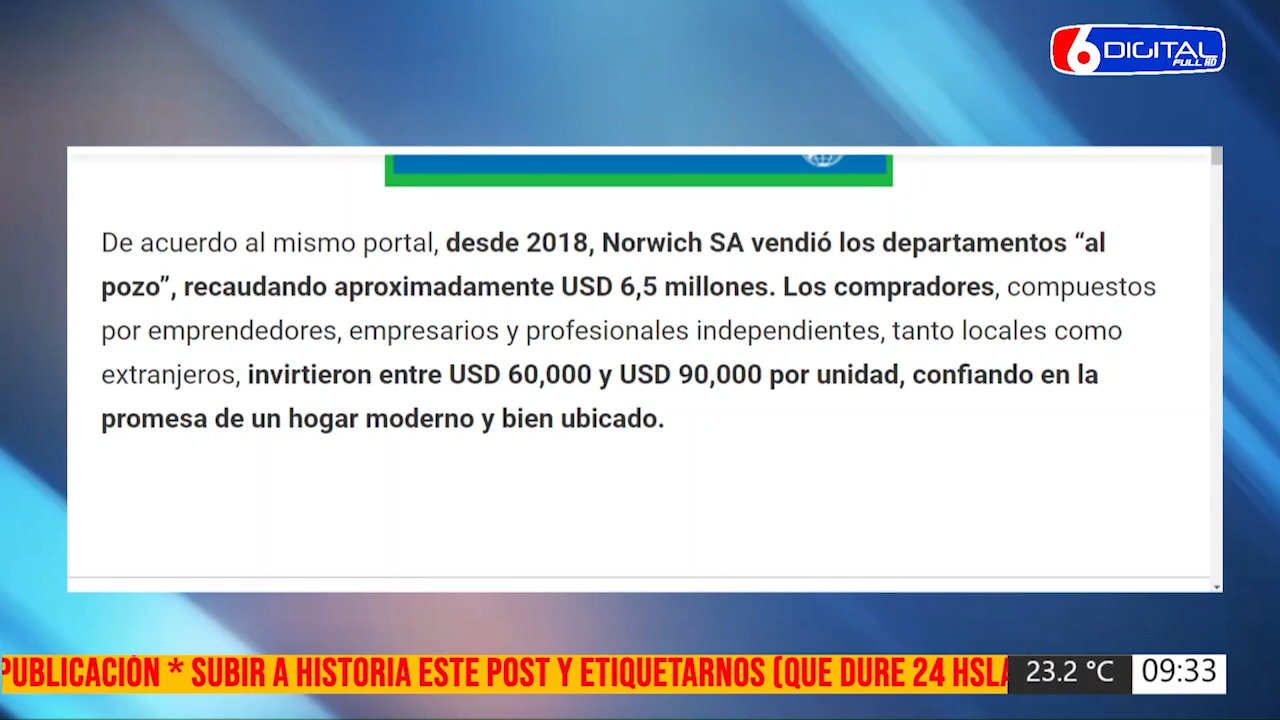 6 DIGITAL
FULL HD
De acuerdo al mismo portal, desde 2018, Norwich SA vendió los departamentos “al
pozo”, recaudando aproximadamente USD 6,5 millones. Los compradores, compuestos
por emprendedores, empresarios y profesionales independientes, tanto locales como
extranjeros, invirtieron entre USD 60,000 y USD 90,000 por unidad, confiando en la
promesa de un hogar moderno y bien ubicado.
PUBLICACIÓN * SUBIR A HISTORIA ESTE POST Y ETIQUETARNOS (QUE DURE 24 HSLA
23.2 °C
09:33